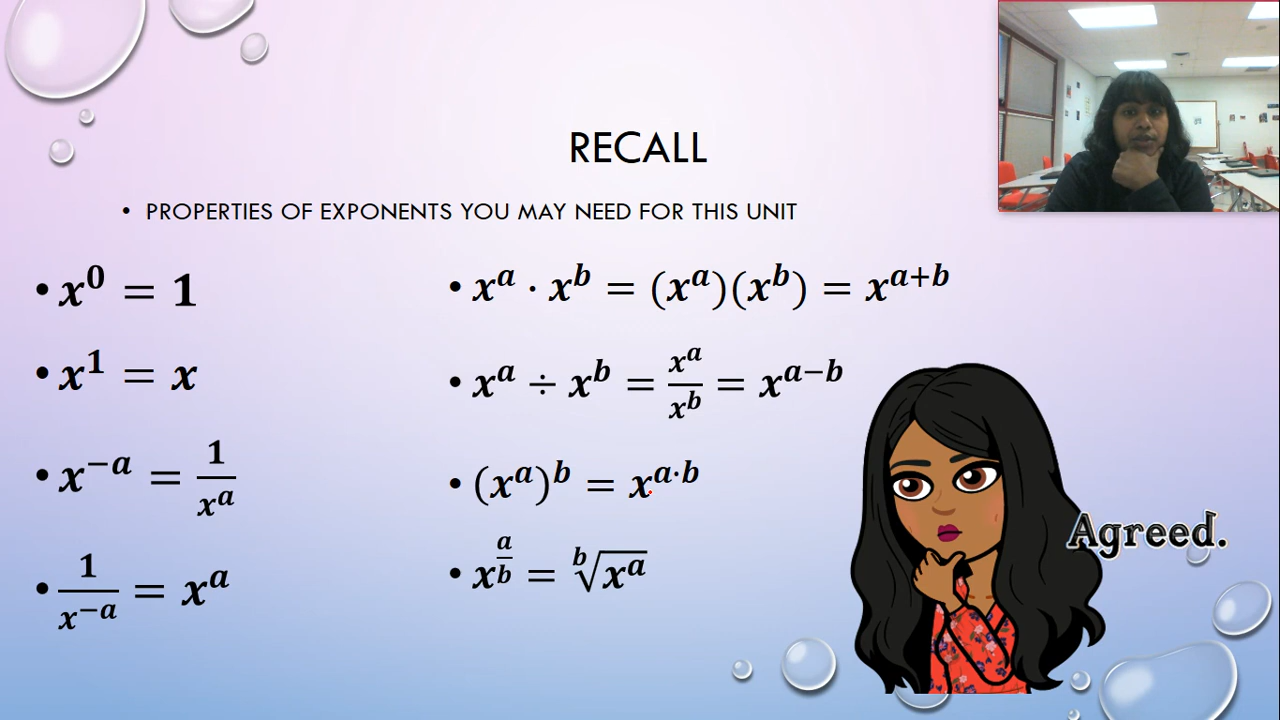 RECALL
• PROPERTIES OF EXPONENTS YOU MAY NEED FOR THIS UNIT
• x⁰ = 1
• x¹ = x
• x⁻ᵃ = 1/xᵃ
• 1/x⁻ᵃ = xᵃ
• xᵃ · xᵇ = (xᵃ)(xᵇ) = xᵃ⁺ᵇ
• xᵃ ÷ xᵇ = xᵃ/xᵇ = xᵃ⁻ᵇ
• (xᵃ)ᵇ = xᵃ·ᵇ
• x^(a/b) = ᵇ√xᵃ
Agreed.